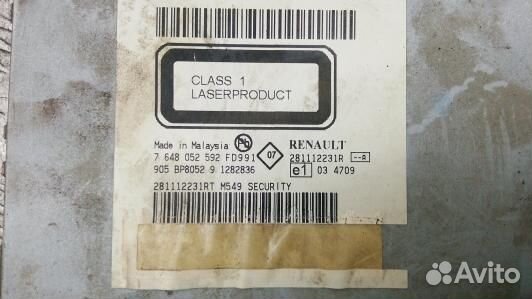 CLASS 1
LASERPRODUCT
Made in Malaysia Pb 07 RENAULT
7 648 052 592 FD991 281112231R --A
905 BP8052 9 1282836 e1 03 4709
281112231RT M549 SECURITY
Avito